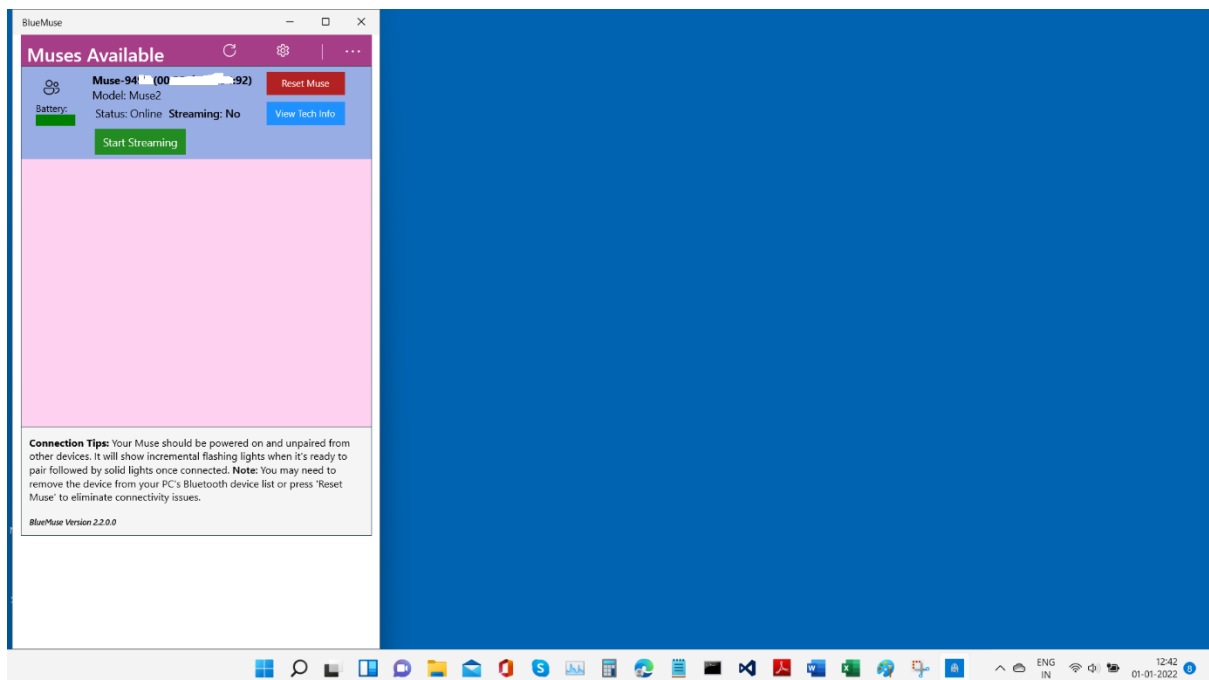 BlueMuse
Muses Available
Muse-94 (00 :92)
Reset Muse
Model: Muse2
Battery:
Status: Online Streaming: No
View Tech Info
Start Streaming
Connection Tips: Your Muse should be powered on and unpaired from
other devices. It will show incremental flashing lights when it's ready to
pair followed by solid lights once connected. Note: You may need to
remove the device from your PC's Bluetooth device list or press 'Reset
Muse' to eliminate connectivity issues.
BlueMuse Version 2.2.0.0
ENG
IN
12:42
01-01-2022
8